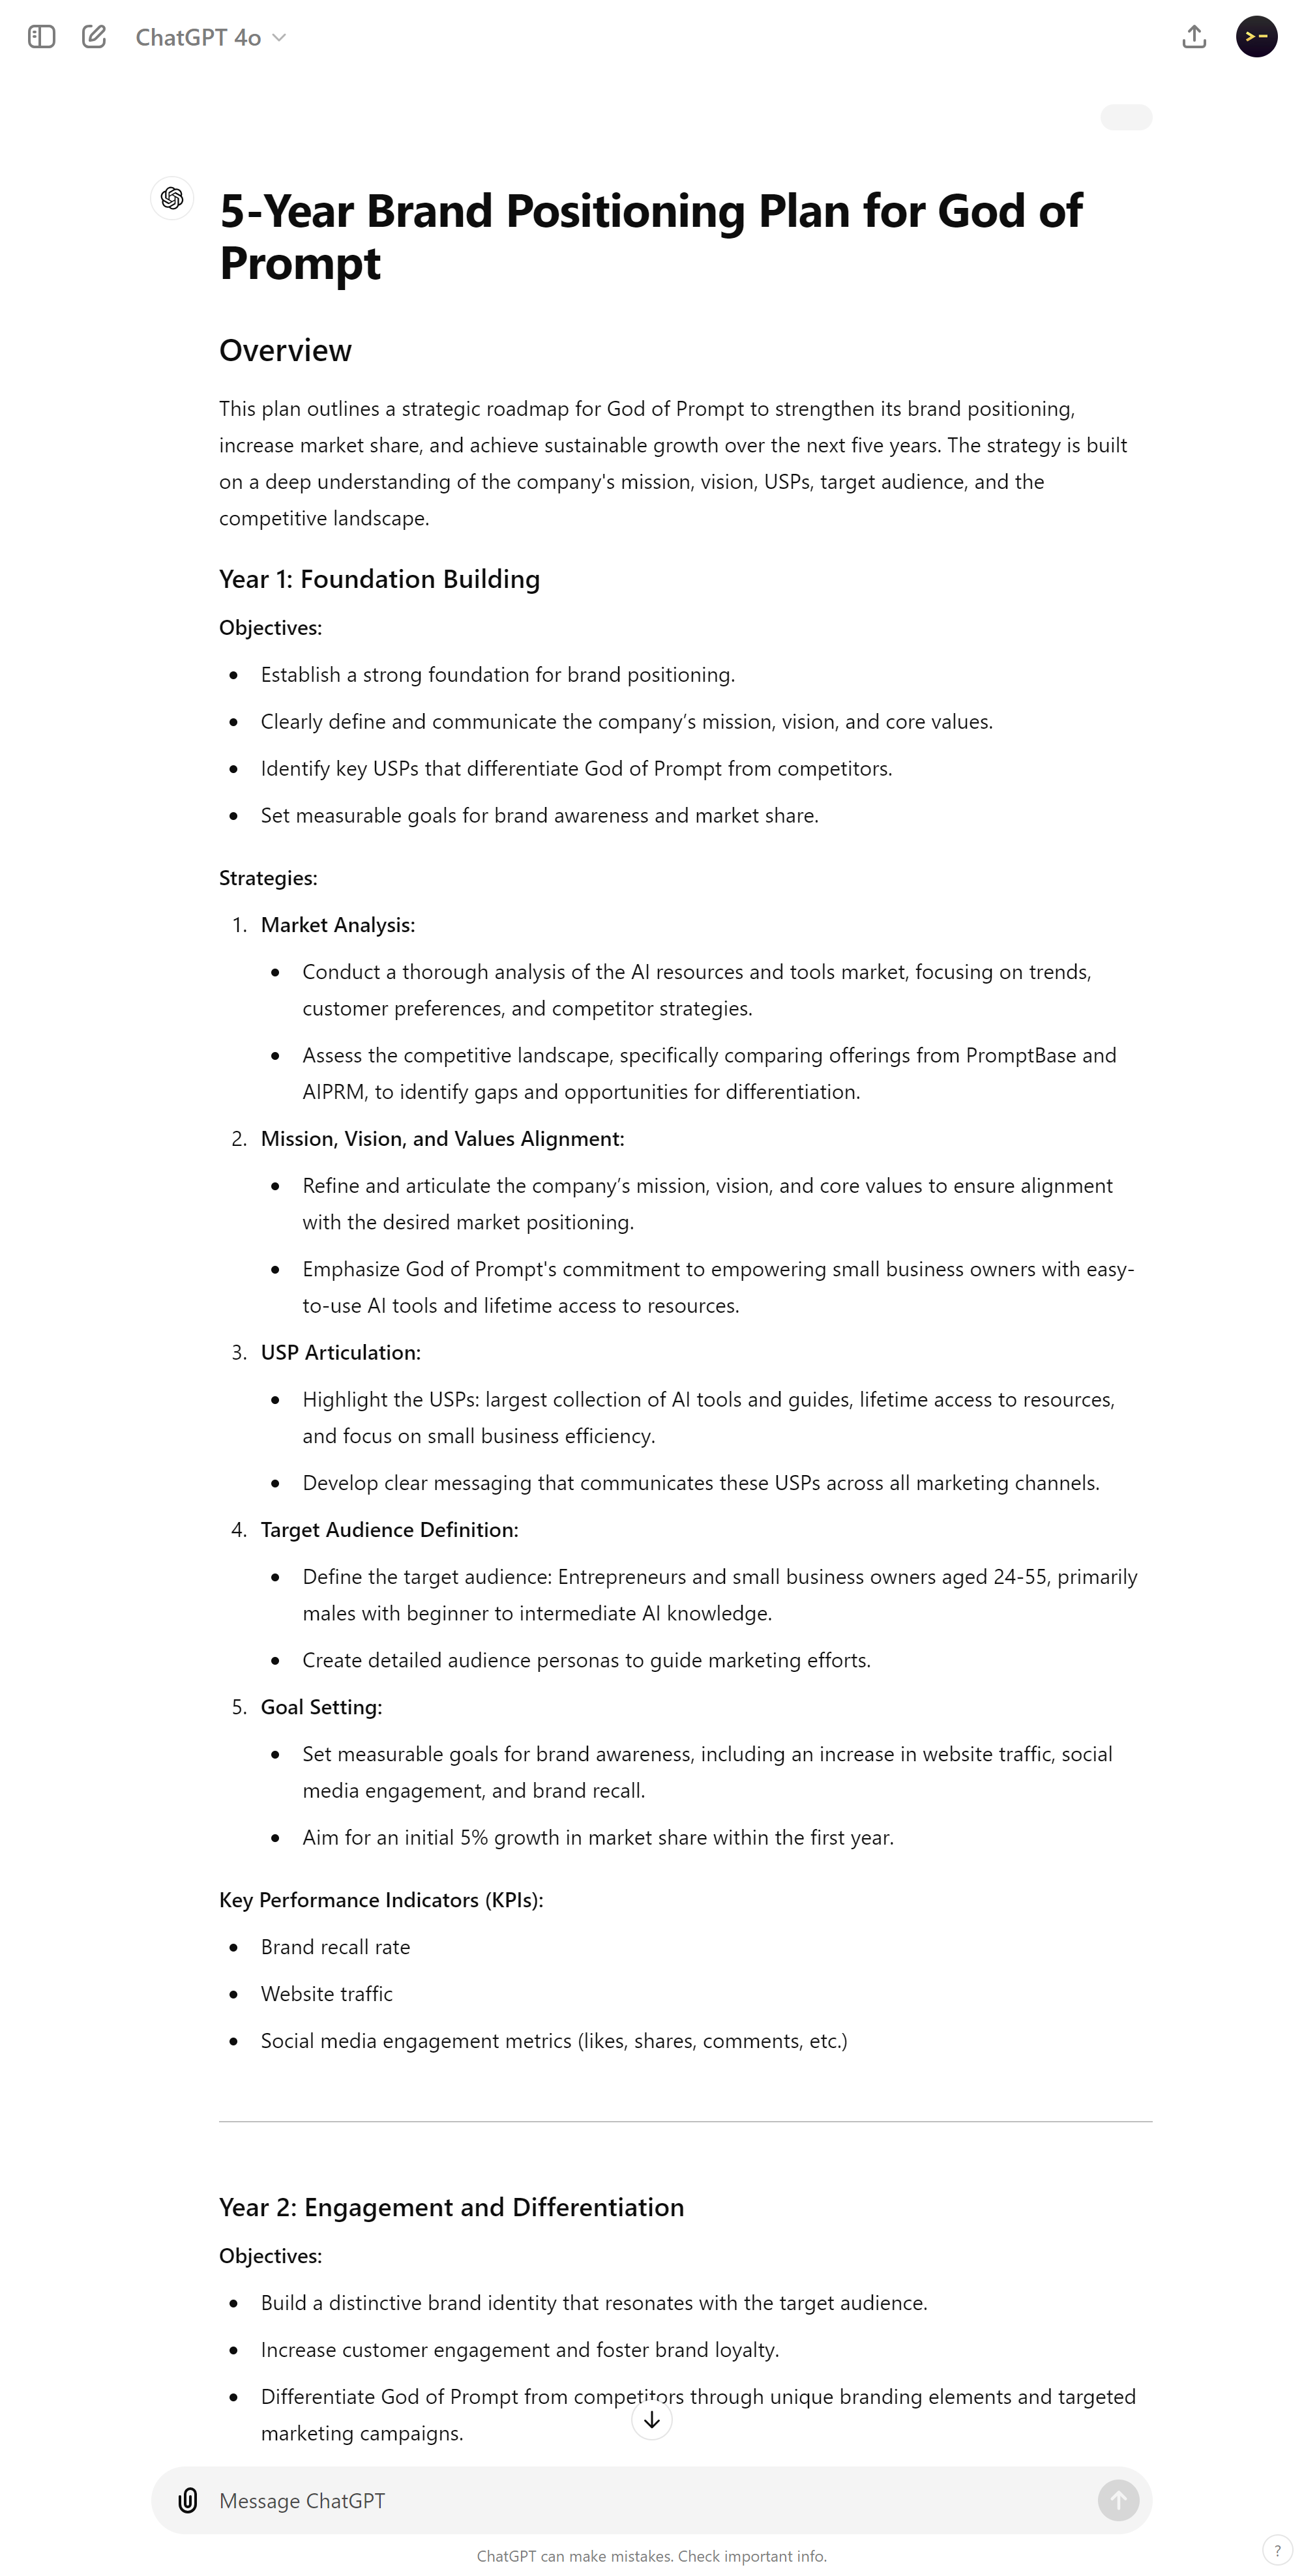 ChatGPT 4o
5-Year Brand Positioning Plan for God of
Prompt
Overview
This plan outlines a strategic roadmap for God of Prompt to strengthen its brand positioning,
increase market share, and achieve sustainable growth over the next five years. The strategy is built
on a deep understanding of the company's mission, vision, USPs, target audience, and the
competitive landscape.
Year 1: Foundation Building
Objectives:
• Establish a strong foundation for brand positioning.
• Clearly define and communicate the company’s mission, vision, and core values.
• Identify key USPs that differentiate God of Prompt from competitors.
• Set measurable goals for brand awareness and market share.
Strategies:
1. Market Analysis:
• Conduct a thorough analysis of the AI resources and tools market, focusing on trends,
customer preferences, and competitor strategies.
• Assess the competitive landscape, specifically comparing offerings from PromptBase and
AIPRM, to identify gaps and opportunities for differentiation.
2. Mission, Vision, and Values Alignment:
• Refine and articulate the company’s mission, vision, and core values to ensure alignment
with the desired market positioning.
• Emphasize God of Prompt's commitment to empowering small business owners with easy-
to-use AI tools and lifetime access to resources.
3. USP Articulation:
• Highlight the USPs: largest collection of AI tools and guides, lifetime access to resources,
and focus on small business efficiency.
• Develop clear messaging that communicates these USPs across all marketing channels.
4. Target Audience Definition:
• Define the target audience: Entrepreneurs and small business owners aged 24-55, primarily
males with beginner to intermediate AI knowledge.
• Create detailed audience personas to guide marketing efforts.
5. Goal Setting:
• Set measurable goals for brand awareness, including an increase in website traffic, social
media engagement, and brand recall.
• Aim for an initial 5% growth in market share within the first year.
Key Performance Indicators (KPIs):
• Brand recall rate
• Website traffic
• Social media engagement metrics (likes, shares, comments, etc.)
Year 2: Engagement and Differentiation
Objectives:
• Build a distinctive brand identity that resonates with the target audience.
• Increase customer engagement and foster brand loyalty.
• Differentiate God of Prompt from competitors through unique branding elements and targeted
marketing campaigns.
Message ChatGPT
ChatGPT can make mistakes. Check important info.
?